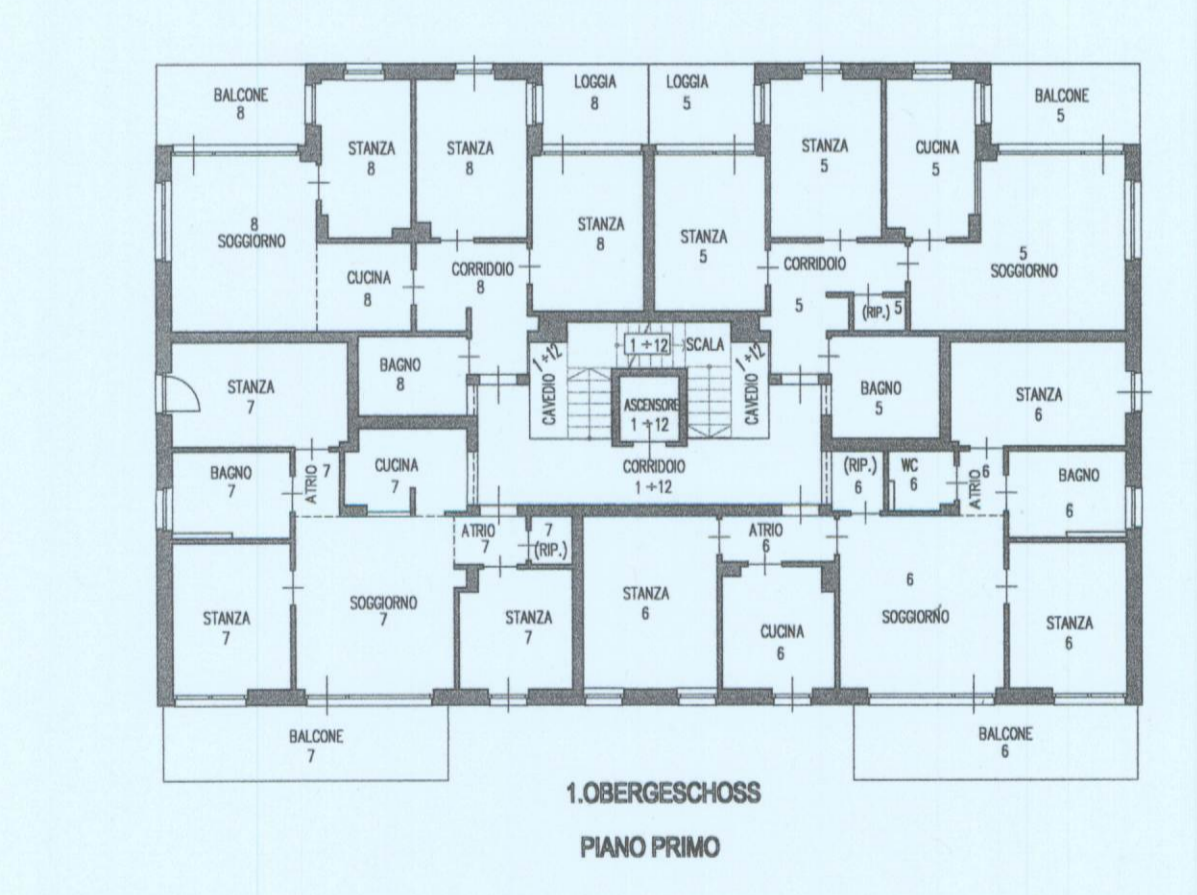 BALCONE
8
LOGGIA
8
LOGGIA
5
BALCONE
5
STANZA
8
STANZA
8
STANZA
5
CUCINA
5
8
SOGGIORNO
STANZA
8
STANZA
5
5
SOGGIORNO
CUCINA
8
CORRIDOIO
8
CORRIDOIO
5
(RIP.) 5
1 ÷12
SCALA
CAVEDIO 1÷12
CAVEDIO 1÷12
BAGNO
8
STANZA
7
ASCENSORE
1 ÷12
BAGNO
5
STANZA
6
BAGNO
7
ATRIO 7
CUCINA
7
CORRIDOIO
1 ÷12
(RIP.)
6
WC
6
ATRIO 6
BAGNO
6
ATRIO
7
7
(RIP.)
ATRIO
6
STANZA
7
SOGGIORNO
7
STANZA
7
STANZA
6
CUCINA
6
6
SOGGIORNO
STANZA
6
BALCONE
7
BALCONE
6
1.OBERGESCHOSS
PIANO PRIMO